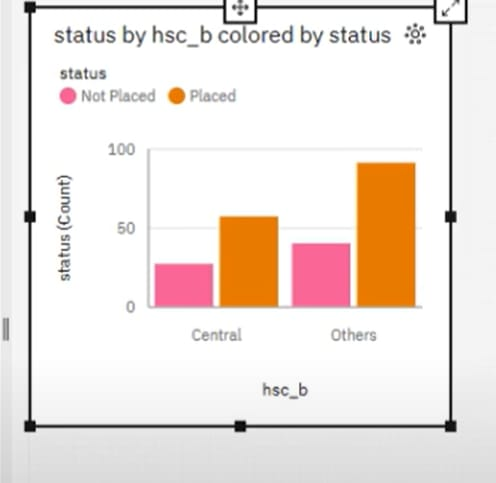 status by hsc_b colored by status
status
Not Placed Placed
100
50
0
status (Count)
Central Others
hsc_b